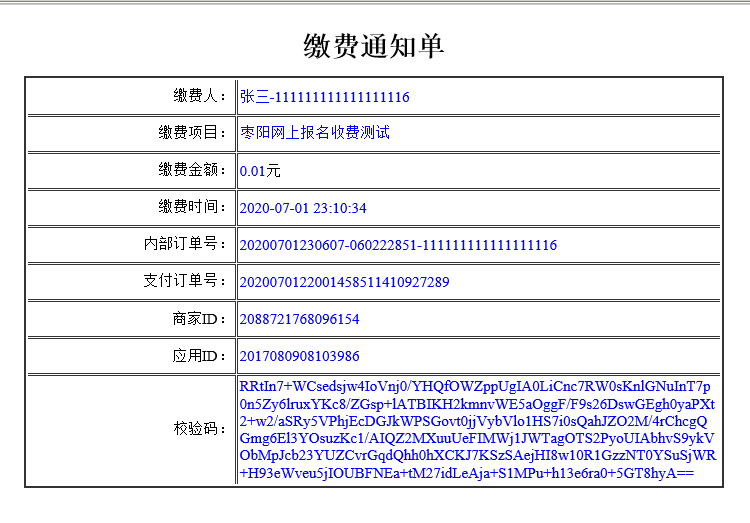 缴费通知单
缴费人： 张三-111111111111111116
缴费项目： 枣阳网上报名收费测试
缴费金额： 0.01元
缴费时间： 2020-07-01 23:10:34
内部订单号： 20200701230607-060222851-111111111111111116
支付订单号： 2020070122001458511410927289
商家ID： 2088721768096154
应用ID： 2017080908103986
校验码： RRtIn7+WCsedsjw4IoVnj0/YHQfOWZppUgIA0LiCnc7RW0sKnlGNuInT7p
0n5Zy6lruxYKc8/ZGsp+lATBIKH2kmnvWE5aOggF/F9s26DswGEgh0yaPXt
2+w2/aSRy5VPhjEcDGJkWPSGovt0jjVybVlo1HS7i0sQahJZO2M/4rChcgQ
Gmg6El3YOsuzKc1/AIQZ2MXuuUeFIMWj1JWTagOTS2PyoUIAbhvS9ykV
ObMpJcb23YUZCvrGqdQhh0hXCKJ7KSzSAejHI8w10R1GzzNT0YSuSjWR
+H93eWveu5jIOUBFNEa+tM27idLeAja+S1MPu+h13e6ra0+5GT8hyA==